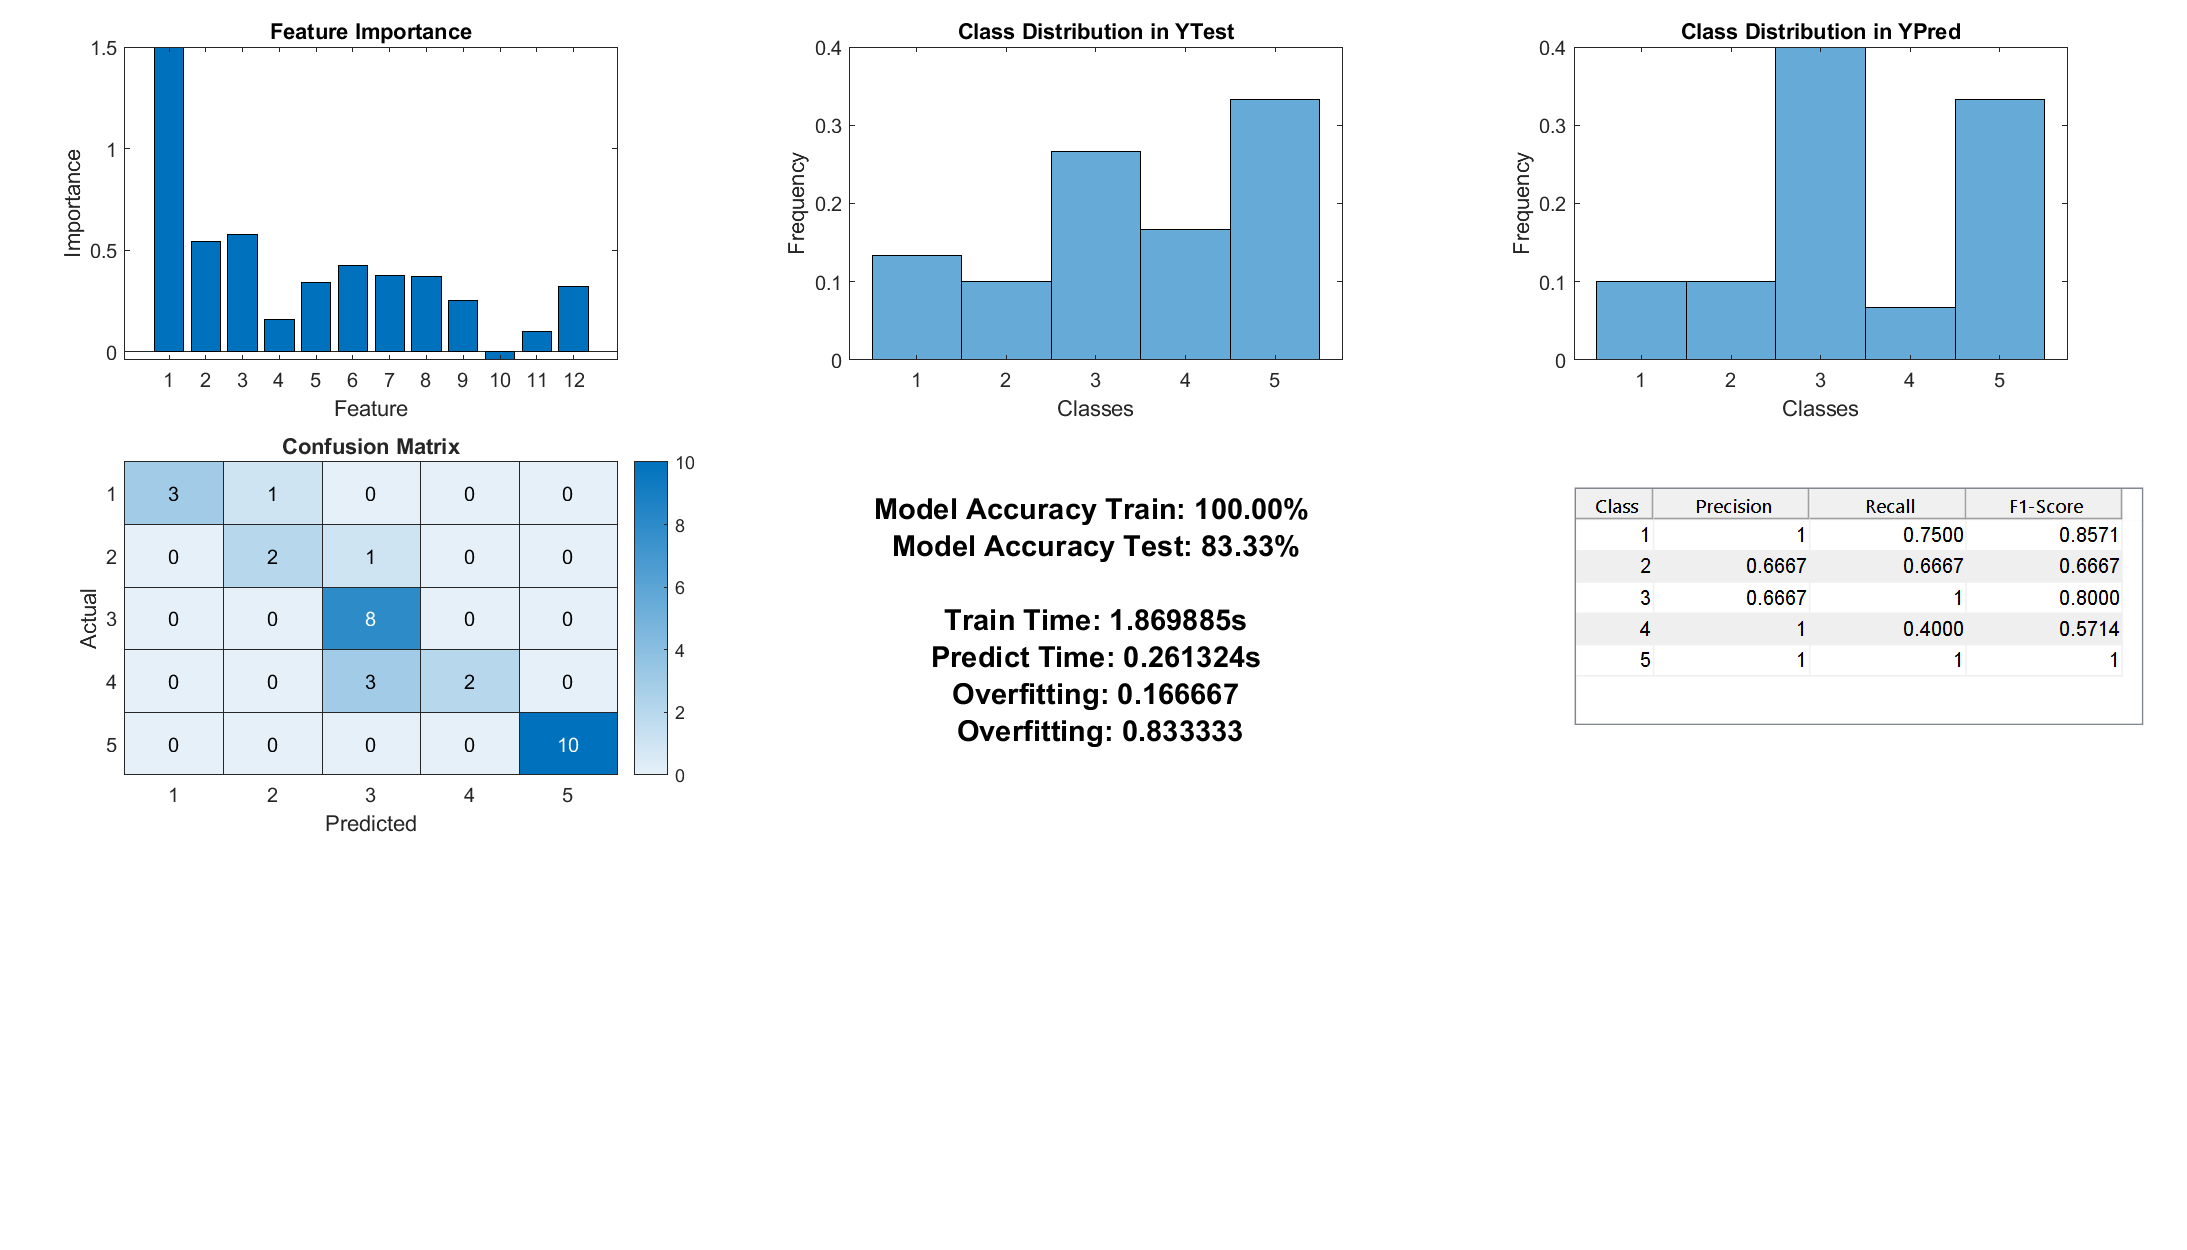 Feature Importance
1.5
1
0.5
0
Importance
1 2 3 4 5 6 7 8 9 10 11 12
Feature
Class Distribution in YTest
0.4
0.3
0.2
0.1
0
Frequency
1 2 3 4 5
Classes
Class Distribution in YPred
0.4
0.3
0.2
0.1
0
Frequency
1 2 3 4 5
Classes
Confusion Matrix
Actual
1 3 1 0 0 0
2 0 2 1 0 0
3 0 0 8 0 0
4 0 0 3 2 0
5 0 0 0 0 10
1 2 3 4 5
Predicted
10
8
6
4
2
0
Model Accuracy Train: 100.00%
Model Accuracy Test: 83.33%
Train Time: 1.869885s
Predict Time: 0.261324s
Overfitting: 0.166667
Overfitting: 0.833333
Class Precision Recall F1-Score
1 1 0.7500 0.8571
2 0.6667 0.6667 0.6667
3 0.6667 1 0.8000
4 1 0.4000 0.5714
5 1 1 1